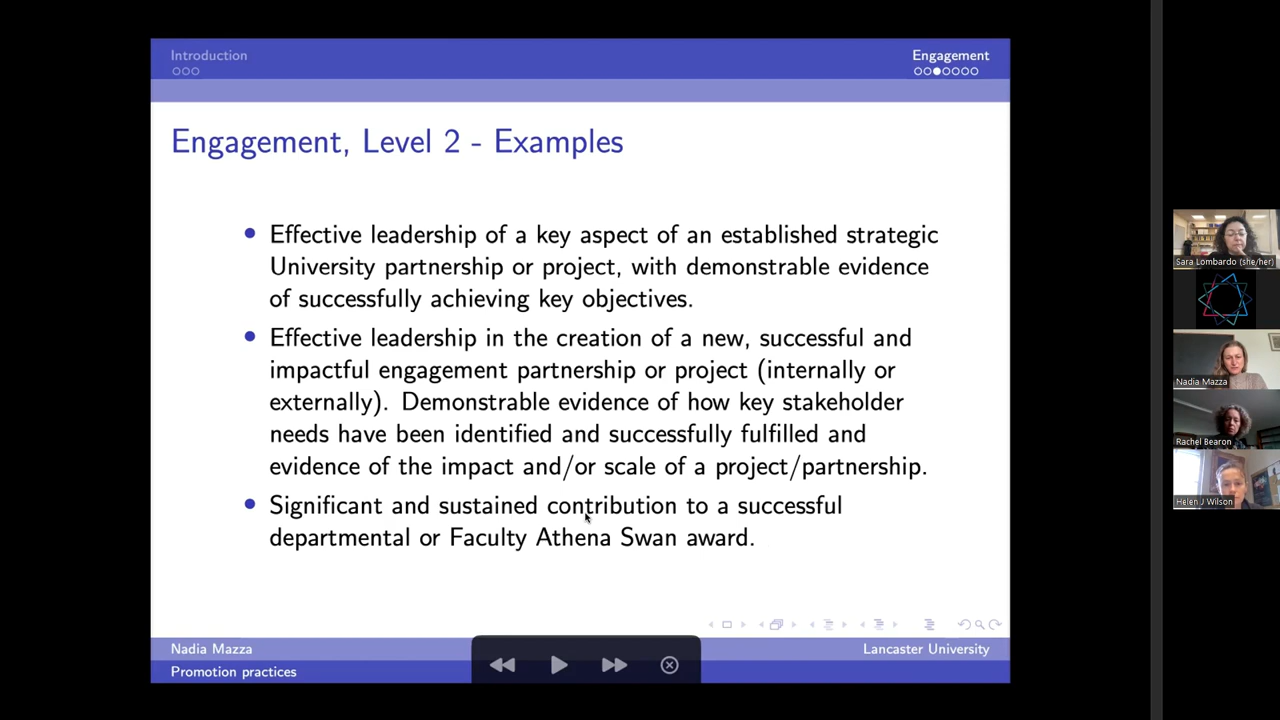 Introduction
Engagement
Engagement, Level 2 - Examples
Effective leadership of a key aspect of an established strategic
University partnership or project, with demonstrable evidence
of successfully achieving key objectives.
Effective leadership in the creation of a new, successful and
impactful engagement partnership or project (internally or
externally). Demonstrable evidence of how key stakeholder
needs have been identified and successfully fulfilled and
evidence of the impact and/or scale of a project/partnership.
Significant and sustained contribution to a successful
departmental or Faculty Athena Swan award.
Nadia Mazza
Lancaster University
Promotion practices
Sara Lombardo (she/her)
Nadia Mazza
Rachel Bearon
Helen J Wilson